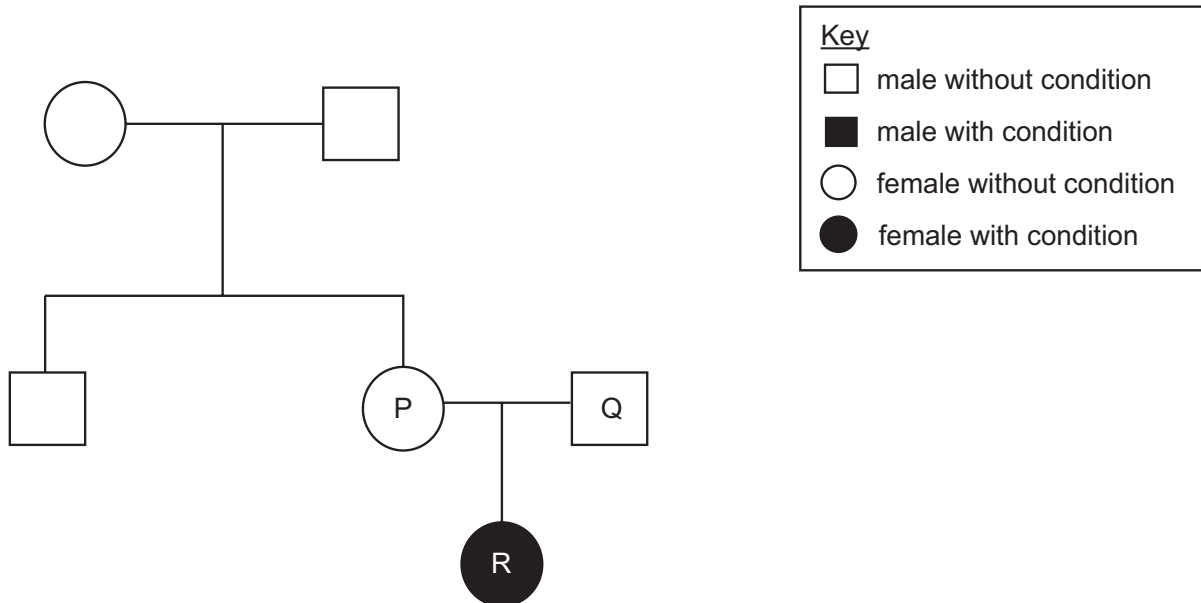 Key
male without condition
male with condition
female without condition
female with condition
P
Q
R